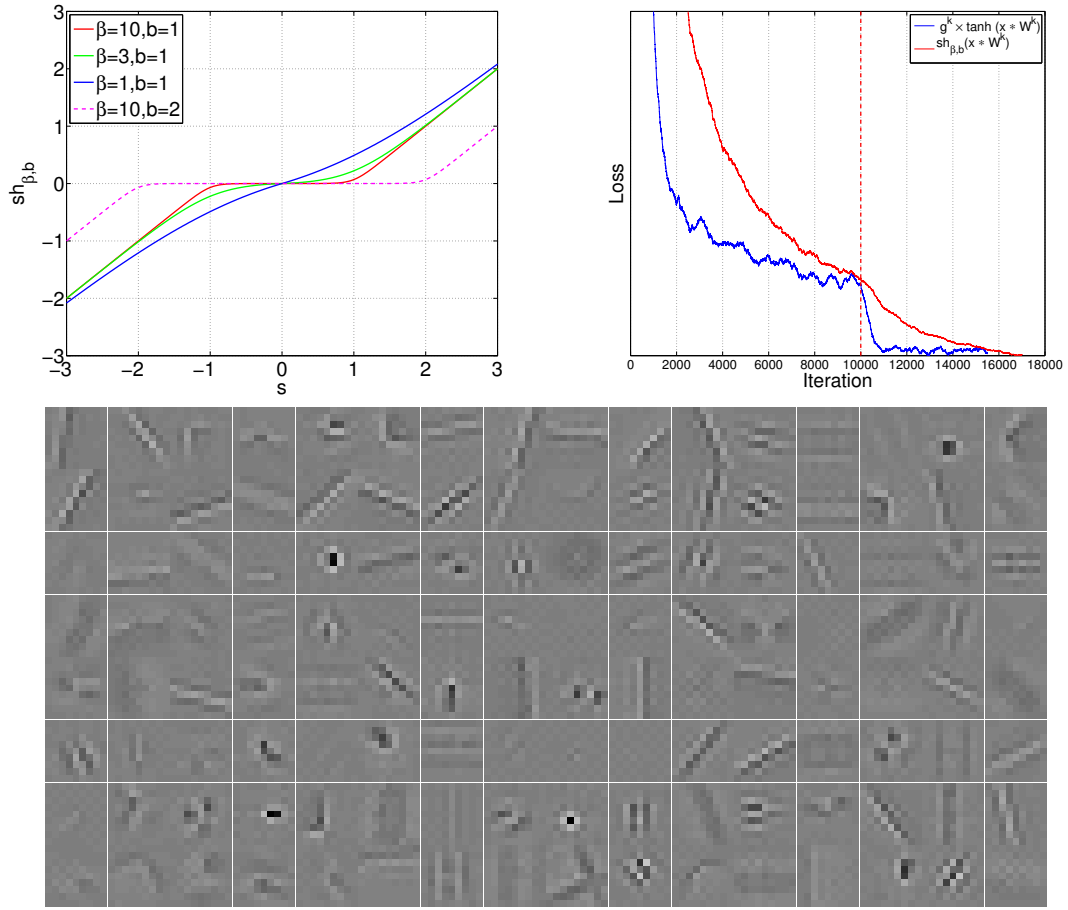 β=10,b=1
β=3,b=1
β=1,b=1
β=10,b=2
3
2
1
0
−1
−2
−3
sh_{β,b}
−3 −2 −1 0 1 2 3
s
g^k × tanh (x ∗ W^k)
sh_{β,b}(x ∗ W^k)
Loss
0 2000 4000 6000 8000 10000 12000 14000 16000 18000
Iteration